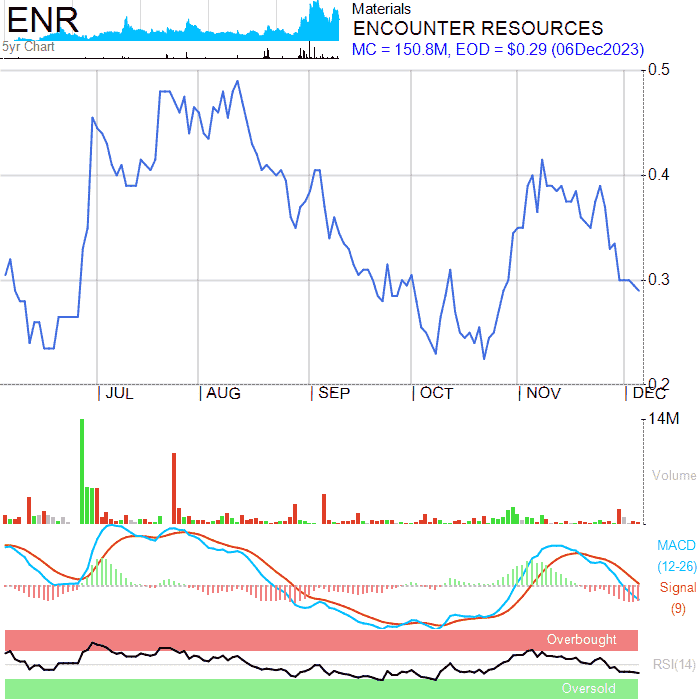 ENR
5yr Chart
Materials
ENCOUNTER RESOURCES
MC = 150.8M, EOD = $0.29 (06Dec2023)
0.5
0.4
0.3
0.2
JUL AUG SEP OCT NOV DEC
14M
Volume
MACD
(12-26)
Signal
(9)
Overbought
RSI(14)
Oversold